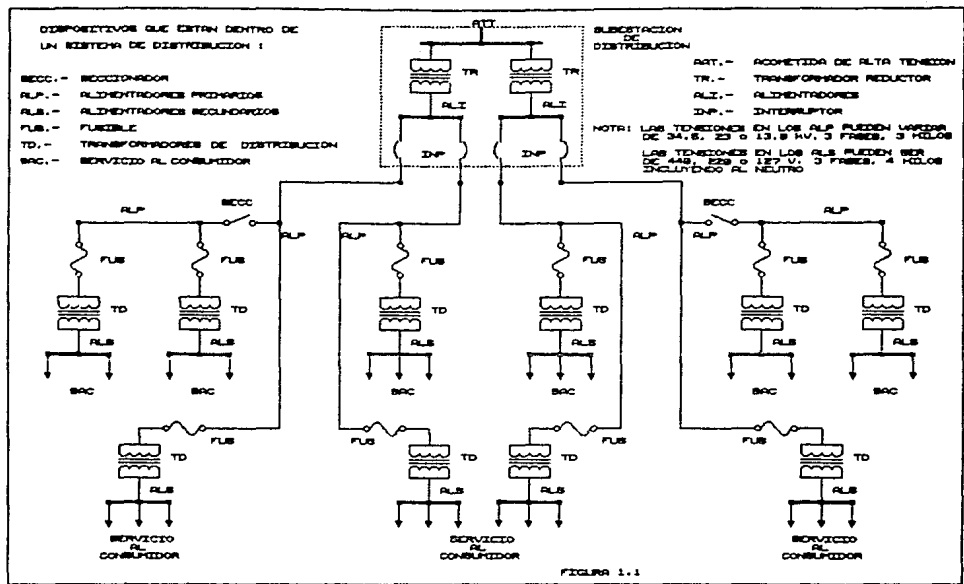 DISPOSITIVOS QUE ESTAN DENTRO DE
UN SISTEMA DE DISTRIBUCION :
SECC.- SECCIONADOR
ALP.- ALIMENTADORES PRIMARIOS
ALS.- ALIMENTADORES SECUNDARIOS
FUS.- FUSIBLE
TD.- TRANSFORMADORES DE DISTRIBUCION
SAC.- SERVICIO AL CONSUMIDOR
ATT
SUBESTACION
DE
DISTRIBUCION
AAT.- ACOMETIDA DE ALTA TENSION
TR.- TRANSFORMADOR REDUCTOR
ALI.- ALIMENTADORES
INP.- INTERRUPTOR
NOTA: LAS TENSIONES EN LOS ALP PUEDEN VARIAR
DE 34.5, 23 o 13.8 kV, 3 FASES, 3 HILOS
LAS TENSIONES EN LOS ALS PUEDEN SER
DE 440, 220 o 127 V. 3 FASES, 4 HILOS
INCLUYENDO AL NEUTRO
TR TR
ALI ALI
INP INP
SECC SECC
ALP ALP
ALP ALP ALP ALP
FUS FUS FUS FUS FUS FUS
TD TD TD TD TD TD
ALS ALS ALS ALS ALS ALS
SAC SAC SAC SAC SAC SAC
FUS FUS FUS FUS
TD TD TD TD
ALS ALS ALS ALS
SERVICIO
AL
CONSUMIDOR
SERVICIO
AL
CONSUMIDOR
SERVICIO
AL
CONSUMIDOR
SERVICIO
AL
CONSUMIDOR
FIGURA 1.1